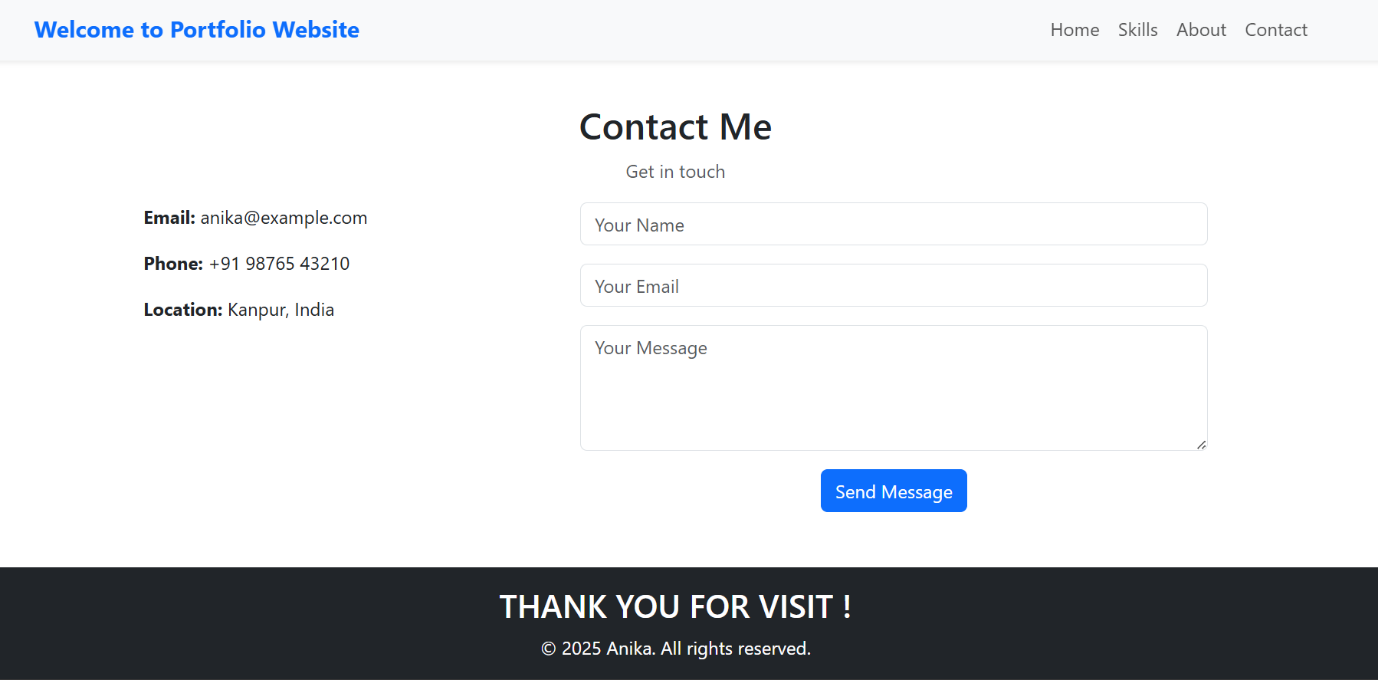 Welcome to Portfolio Website
Home Skills About Contact
Contact Me
Get in touch
Email: anika@example.com
Phone: +91 98765 43210
Location: Kanpur, India
Your Name
Your Email
Your Message
Send Message
THANK YOU FOR VISIT !
© 2025 Anika. All rights reserved.